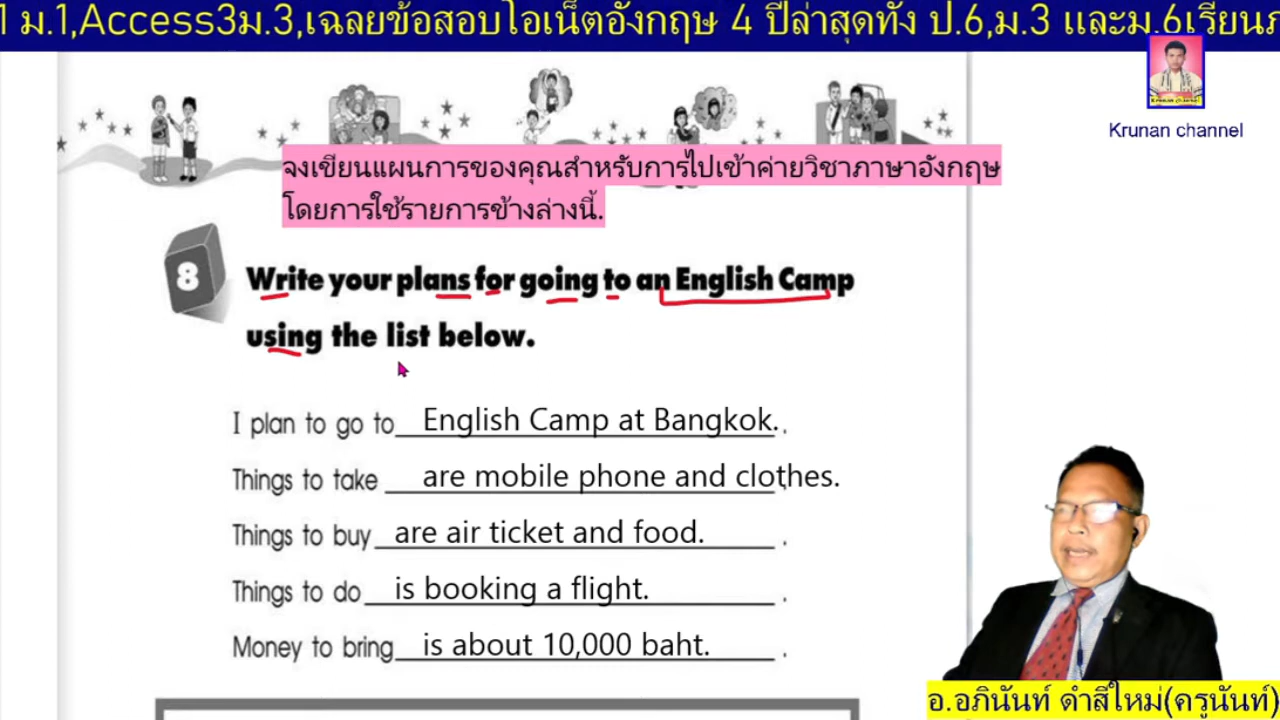 1 ม.1,Access3ม.3,เฉลยข้อสอบโอเน็ตอังกฤษ 4 ปีล่าสุดทั้ง ป.6,ม.3 และม.6เรียนภ
Krunan channel
จงเขียนแผนการของคุณสำหรับการไปเข้าค่ายวิชาภาษาอังกฤษ
โดยการใช้รายการข้างล่างนี้.
8
Write your plans for going to an English Camp
using the list below.
I plan to go to English Camp at Bangkok. .
Things to take are mobile phone and clothes.
Things to buy are air ticket and food. .
Things to do is booking a flight. .
Money to bring is about 10,000 baht. .
อ.อภินันท์ ดำสีใหม่(ครูนันท์)